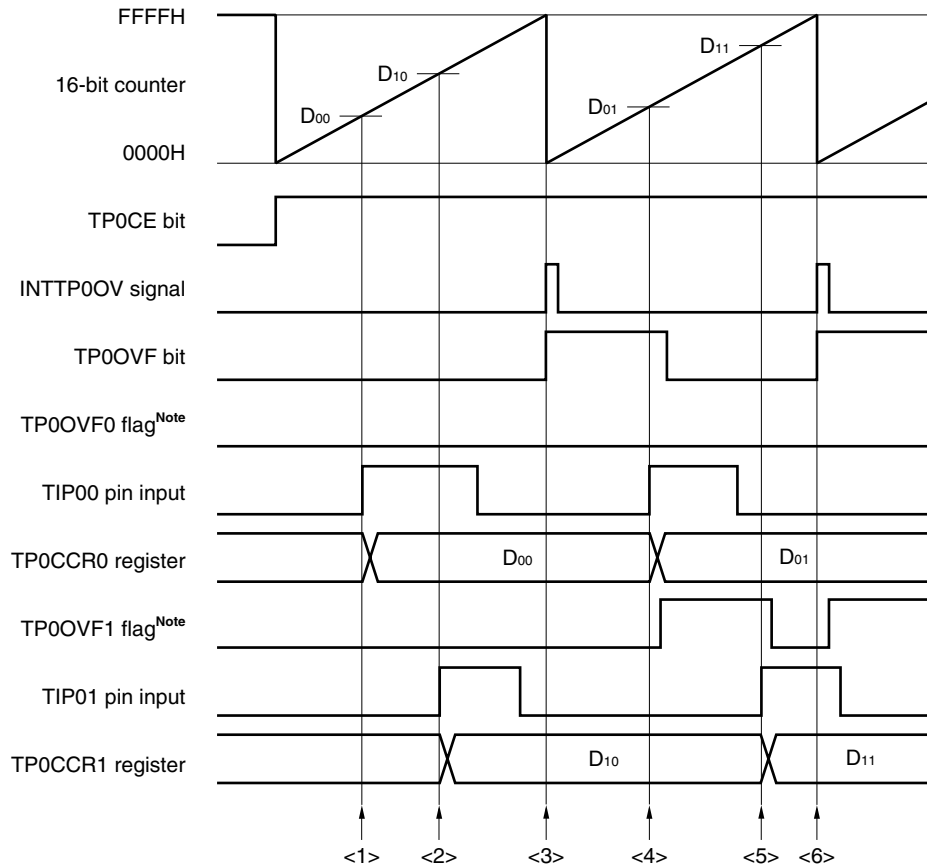 FFFFH
16-bit counter
0000H
D00
D10
D01
D11
TP0CE bit
INTTP0OV signal
TP0OVF bit
TP0OVF0 flagNote
TIP00 pin input
TP0CCR0 register
D00
D01
TP0OVF1 flagNote
TIP01 pin input
TP0CCR1 register
D10
D11
<1> <2> <3> <4> <5> <6>